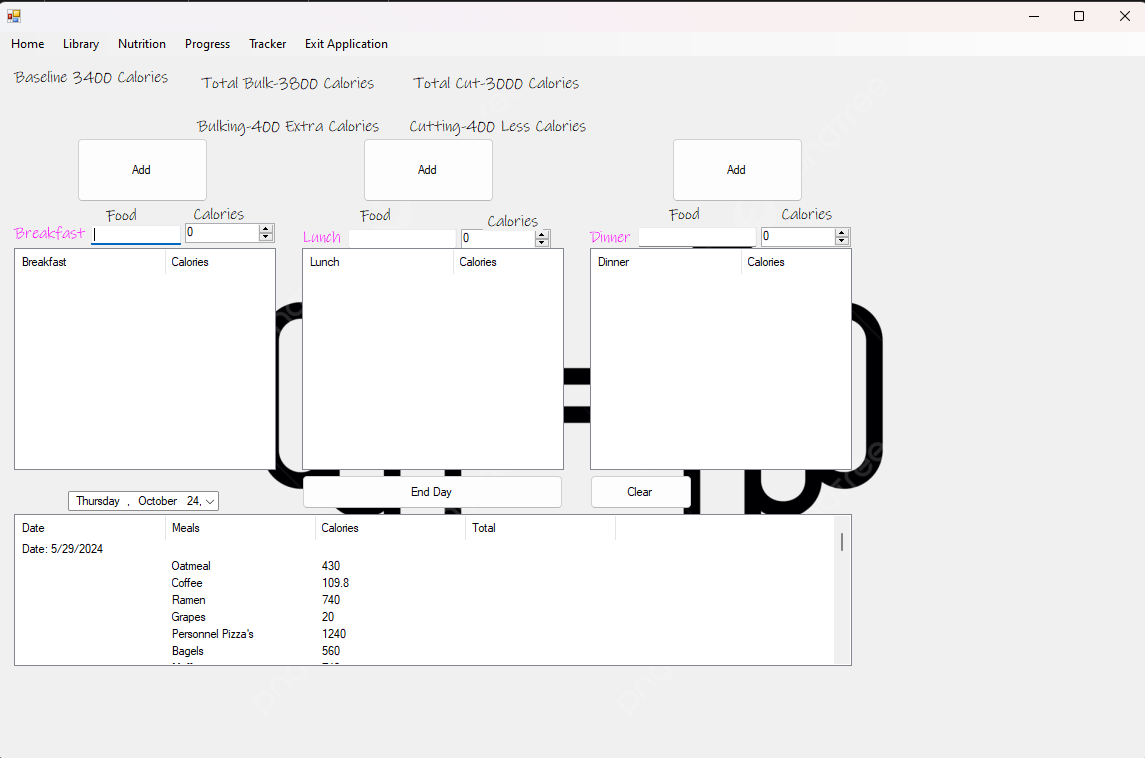 Home Library Nutrition Progress Tracker Exit Application
Baseline 3400 Calories Total Bulk-3800 Calories Total Cut-3000 Calories
Bulking-400 Extra Calories Cutting-400 Less Calories
Add Add Add
Food Calories Food Calories Food Calories
Breakfast 0 Lunch 0 Dinner 0
Breakfast Calories Lunch Calories Dinner Calories
Thursday , October 24, End Day Clear
Date Meals Calories Total
Date: 5/29/2024
Oatmeal 430
Coffee 109.8
Ramen 740
Grapes 20
Personnel Pizza's 1240
Bagels 560